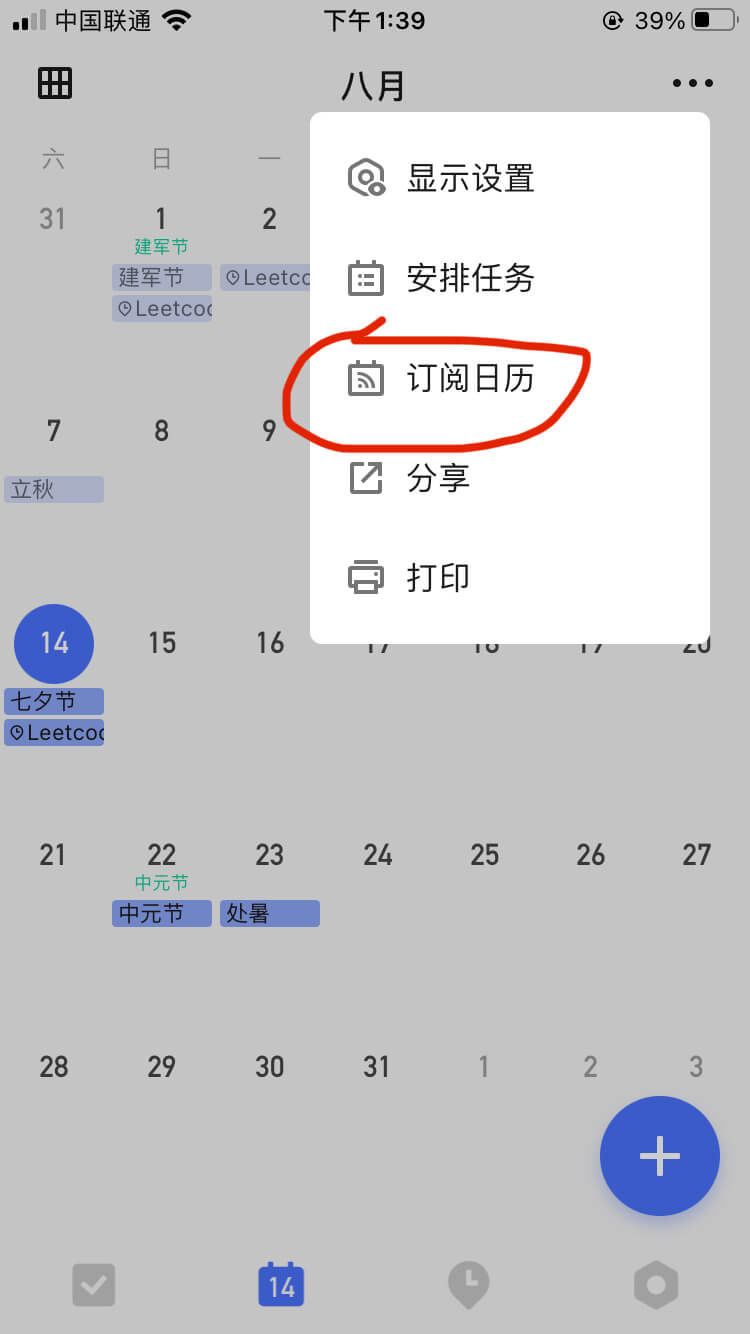 中国联通 下午1:39 39%
八月
六 日 一
31 1 2
建军节
建军节 Leetco
Leetcoc
显示设置
安排任务
订阅日历
分享
打印
7 8 9
立秋
14 15 16 17 18 19 20
七夕节
Leetcoc
21 22 23 24 25 26 27
中元节
中元节 处暑
28 29 30 31 1 2 3
14